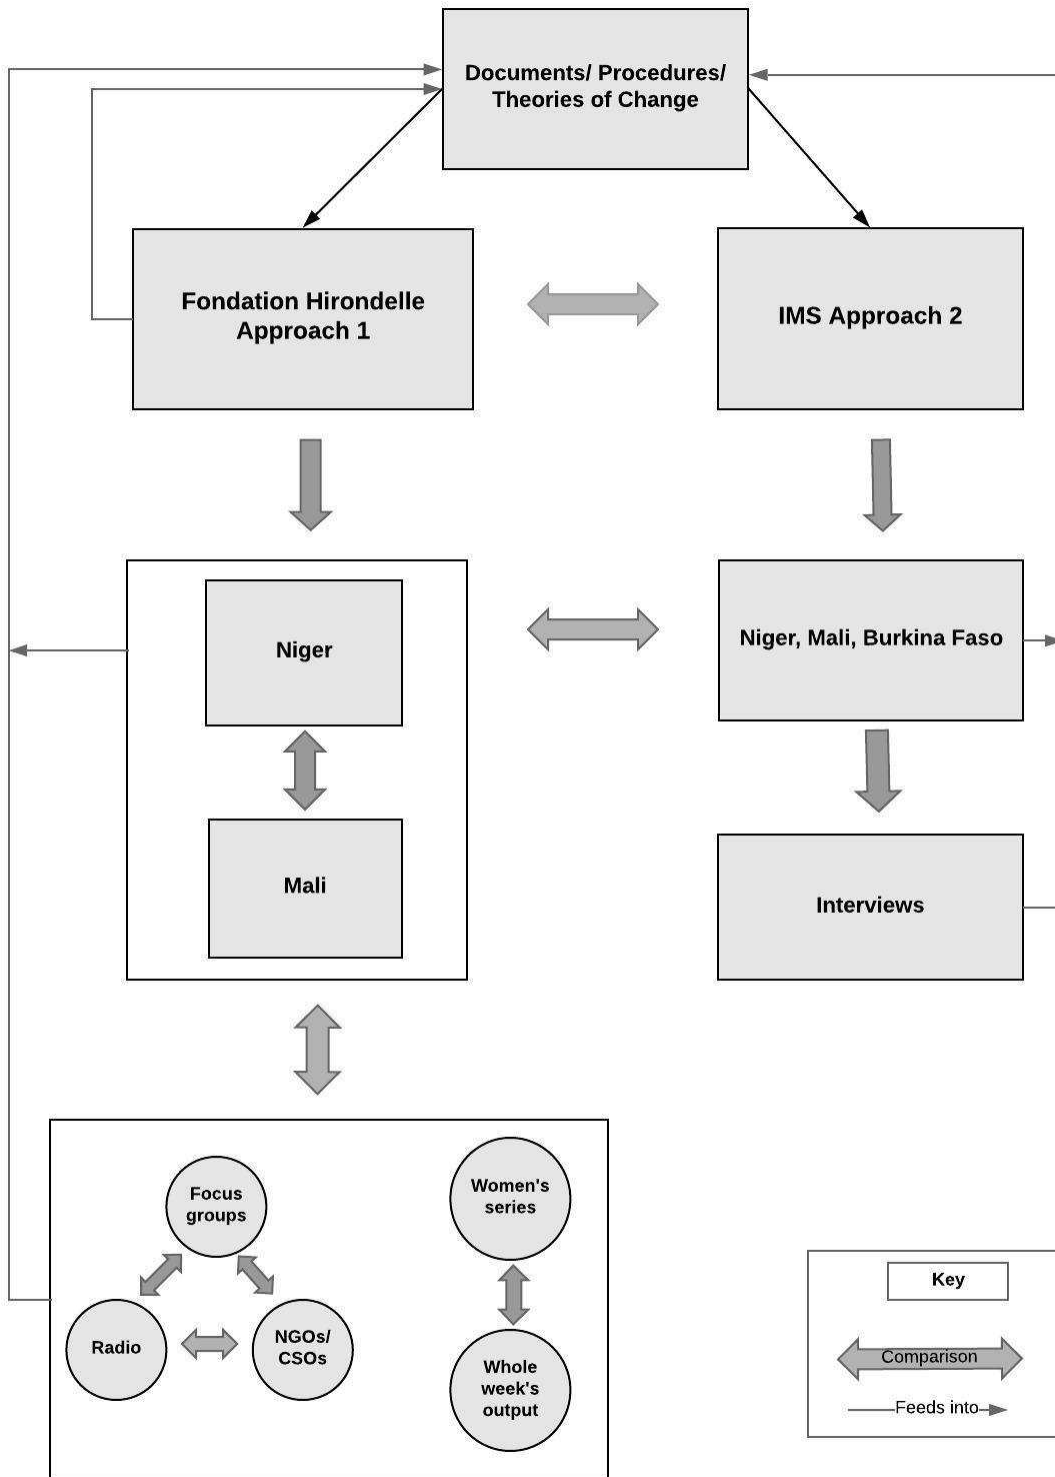 Documents/ Procedures/
Theories of Change
Fondation Hirondelle
Approach 1
IMS Approach 2
Niger
Niger, Mali, Burkina Faso
Mali
Interviews
Focus
groups
Women's
series
Radio
NGOs/
CSOs
Whole
week's
output
Key
Comparison
Feeds into